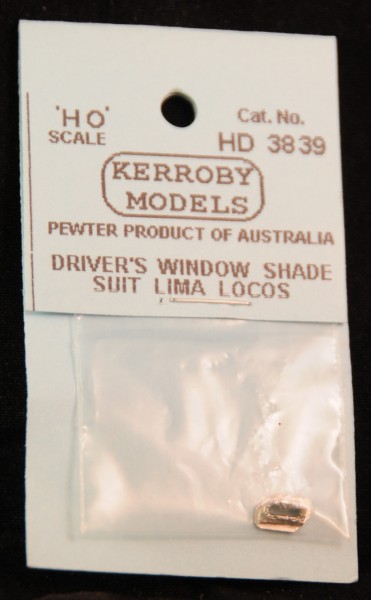 'HO'
SCALE
Cat. No.
HD 3839
KERROBY
MODELS
PEWTER PRODUCT OF AUSTRALIA
DRIVER'S WINDOW SHADE
SUIT LIMA LOCOS